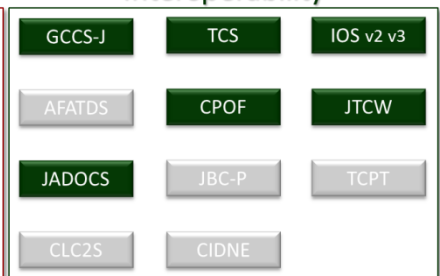 Interoperability
GCCS-J TCS IOS v2 v3
AFATDS CPOF JTCW
JADOCS JBC-P TCPT
CLC2S CIDNE